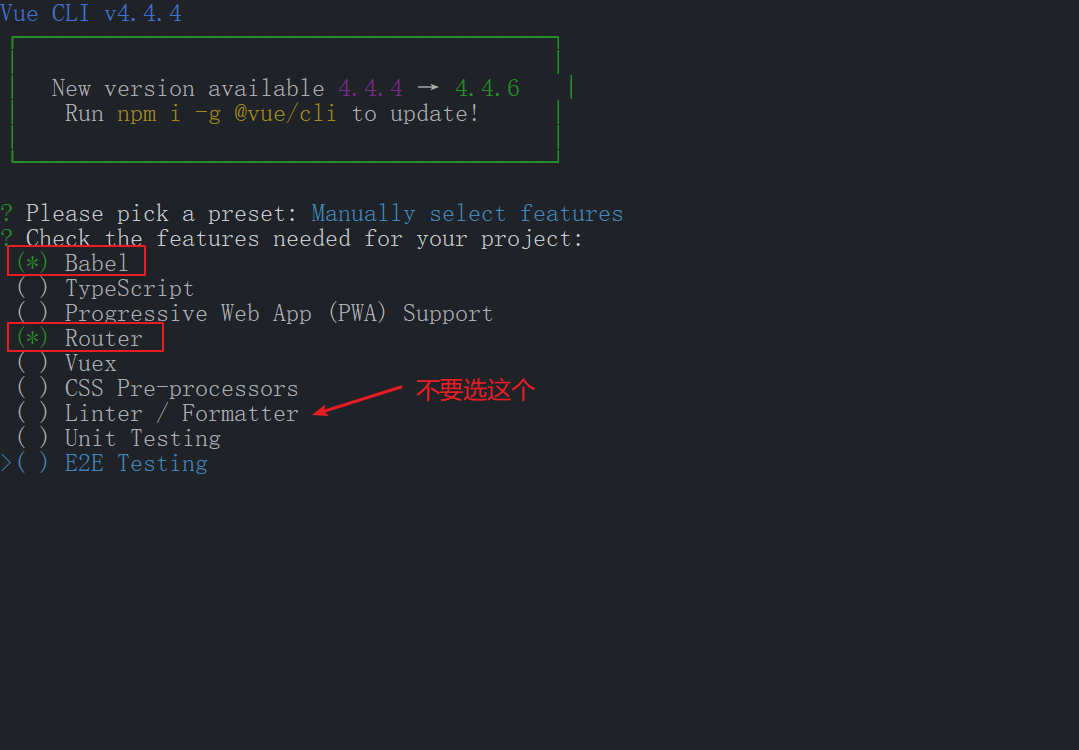 Vue CLI v4.4.4
New version available 4.4.4 → 4.4.6
Run npm i -g @vue/cli to update!
? Please pick a preset: Manually select features
? Check the features needed for your project:
(*) Babel
( ) TypeScript
( ) Progressive Web App (PWA) Support
(*) Router
( ) Vuex
( ) CSS Pre-processors
不要选这个
( ) Linter / Formatter
( ) Unit Testing
>( ) E2E Testing